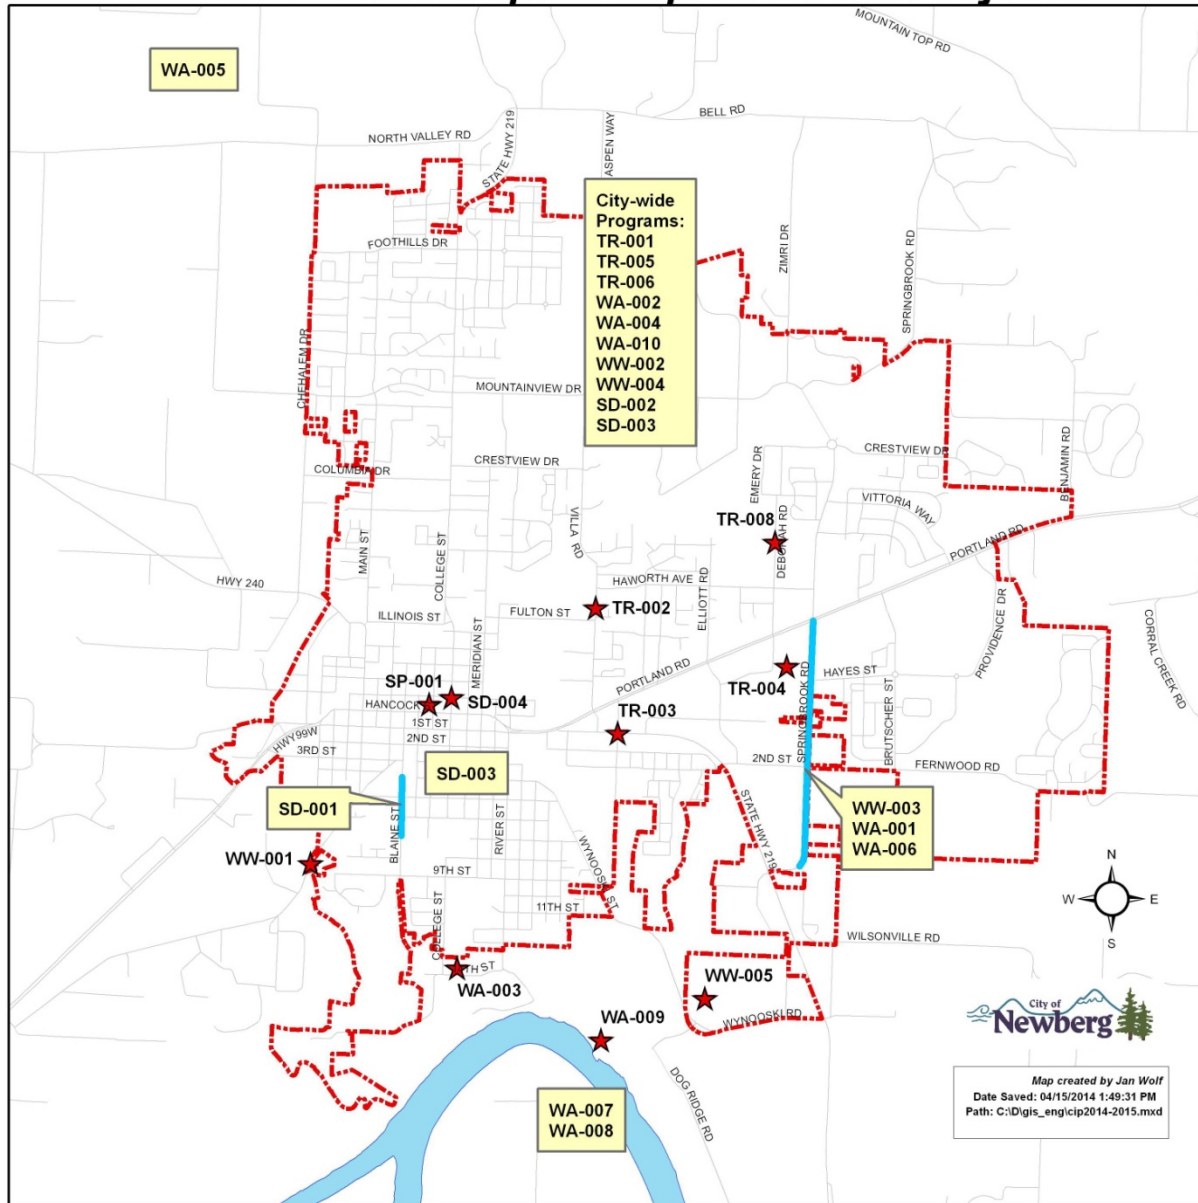 MOUNTAIN TOP RD
WA-005
BELL RD
NORTH VALLEY RD
STATE HWY 219
ASPEN WAY
City-wide
Programs:
TR-001
TR-005
TR-006
WA-002
WA-004
WA-010
WW-002
WW-004
SD-002
SD-003
FOOTHILLS DR
ZIMRI DR
SPRINGBROOK RD
CHEHALEM DR
MOUNTAINVIEW DR
CRESTVIEW DR
COLUMBIA DR
CRESTVIEW DR
BENJAMIN RD
EMERY DR
VITTORIA WAY
VILLA RD
TR-008
DEBORAH RD
PORTLAND RD
MAIN ST
COLLEGE ST
HWY 240
HAWORTH AVE
ELLIOTT RD
ILLINOIS ST
FULTON ST
TR-002
PROVIDENCE DR
CORRAL CREEK RD
MERIDIAN ST
PORTLAND RD
SP-001
HANCOCK
SD-004
TR-004
SPRINGBROOK RD
HAYES ST
BRUTSCHER ST
TR-003
1ST ST
2ND ST
HWY99W
3RD ST
2ND ST
FERNWOOD RD
SD-003
SD-001
BLAINE ST
RIVER ST
STATE HWY 219
WW-003
WA-001
WA-006
WW-001
9TH ST
WYNOOSKI ST
11TH ST
COLLEGE ST
N
W
E
S
WILSONVILLE RD
TH ST
WA-003
WW-005
WYNOOSKI RD
WA-009
DOG RIDGE RD
WA-007
WA-008
City of
Newberg
Map created by Jan Wolf
Date Saved: 04/15/2014 1:49:31 PM
Path: C:\D\gis_eng\cip2014-2015.mxd